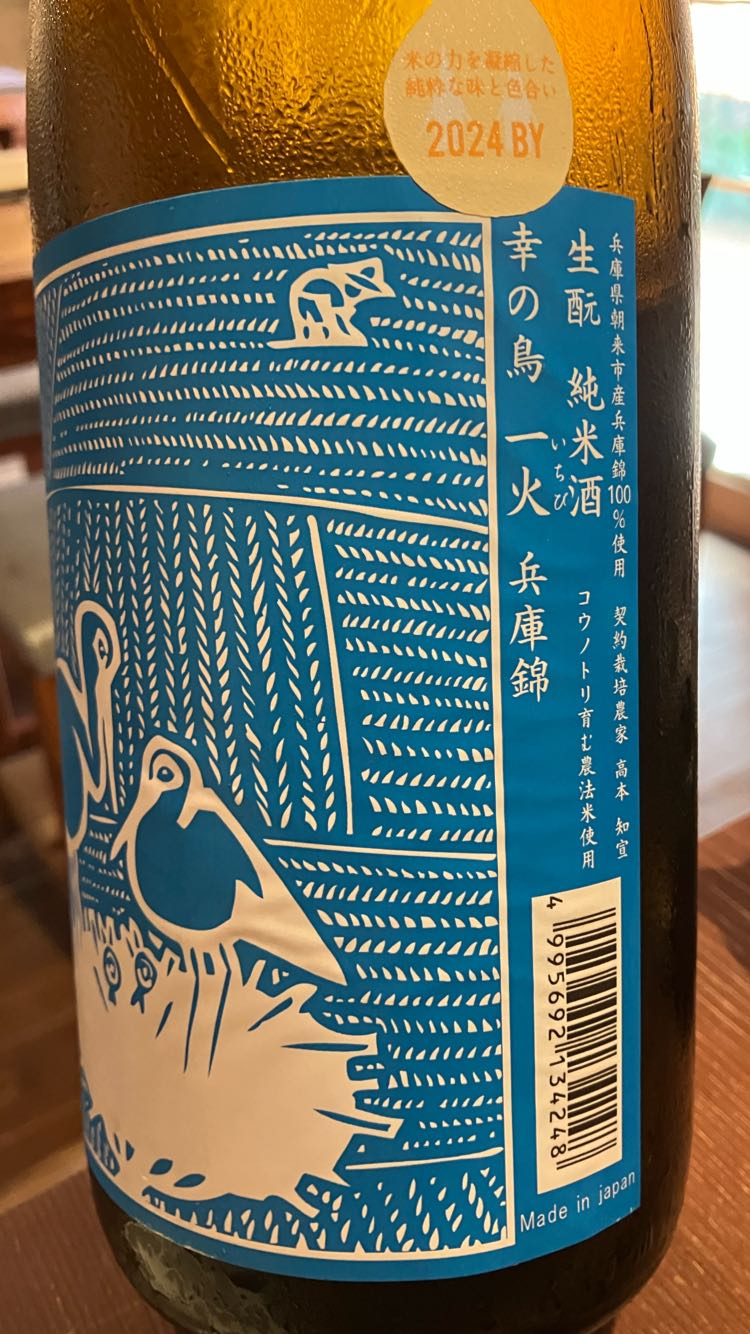 米の力を凝縮した
純粋な味と色合い
2024 BY
兵庫県朝来市産兵庫錦100%使用 契約栽培農家 高本 知宣
生酛 純米酒 コウノトリ育む農法米使用
幸の鳥 一火 兵庫錦
いちび
4 995692 134248
Made in japan